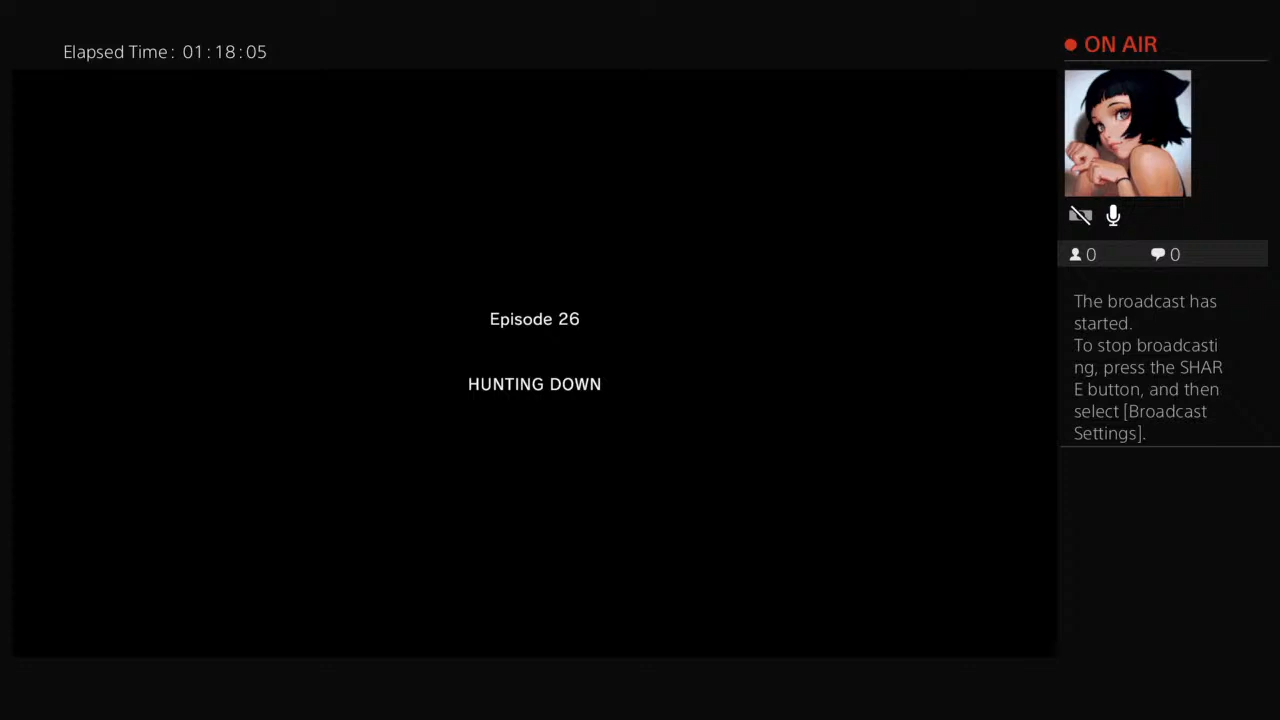 Elapsed Time: 01:18:05
ON AIR
0 0
Episode 26
HUNTING DOWN
The broadcast has
started.
To stop broadcasti
ng, press the SHAR
E button, and then
select [Broadcast
Settings].